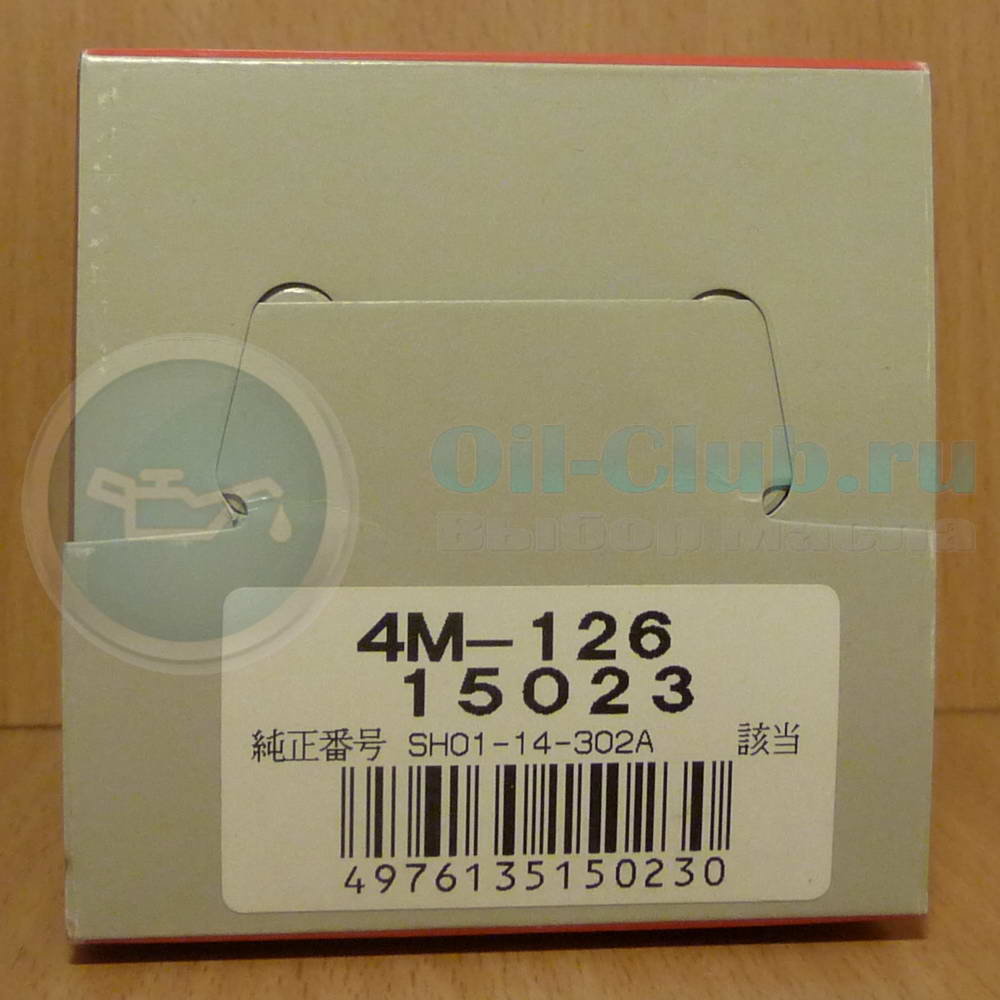 Oil-Club.ru
Выбор масла
4M-126
15023
純正番号 SH01-14-302A 該当
4976135150230